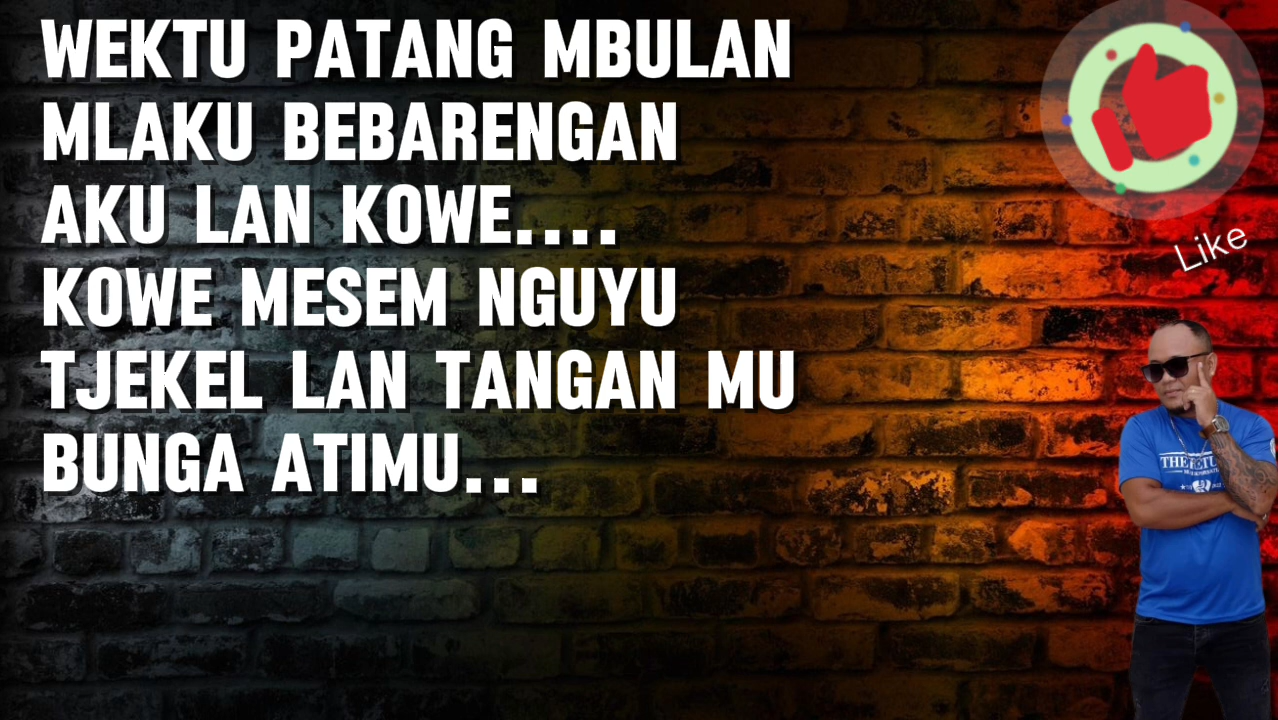 WEKTU PATANG MBULAN
MLAKU BEBARENGAN
AKU LAN KOWE....
KOWE MESEM NGUYU
TJEKEL LAN TANGAN MU
BUNGA ATIMU...
Like